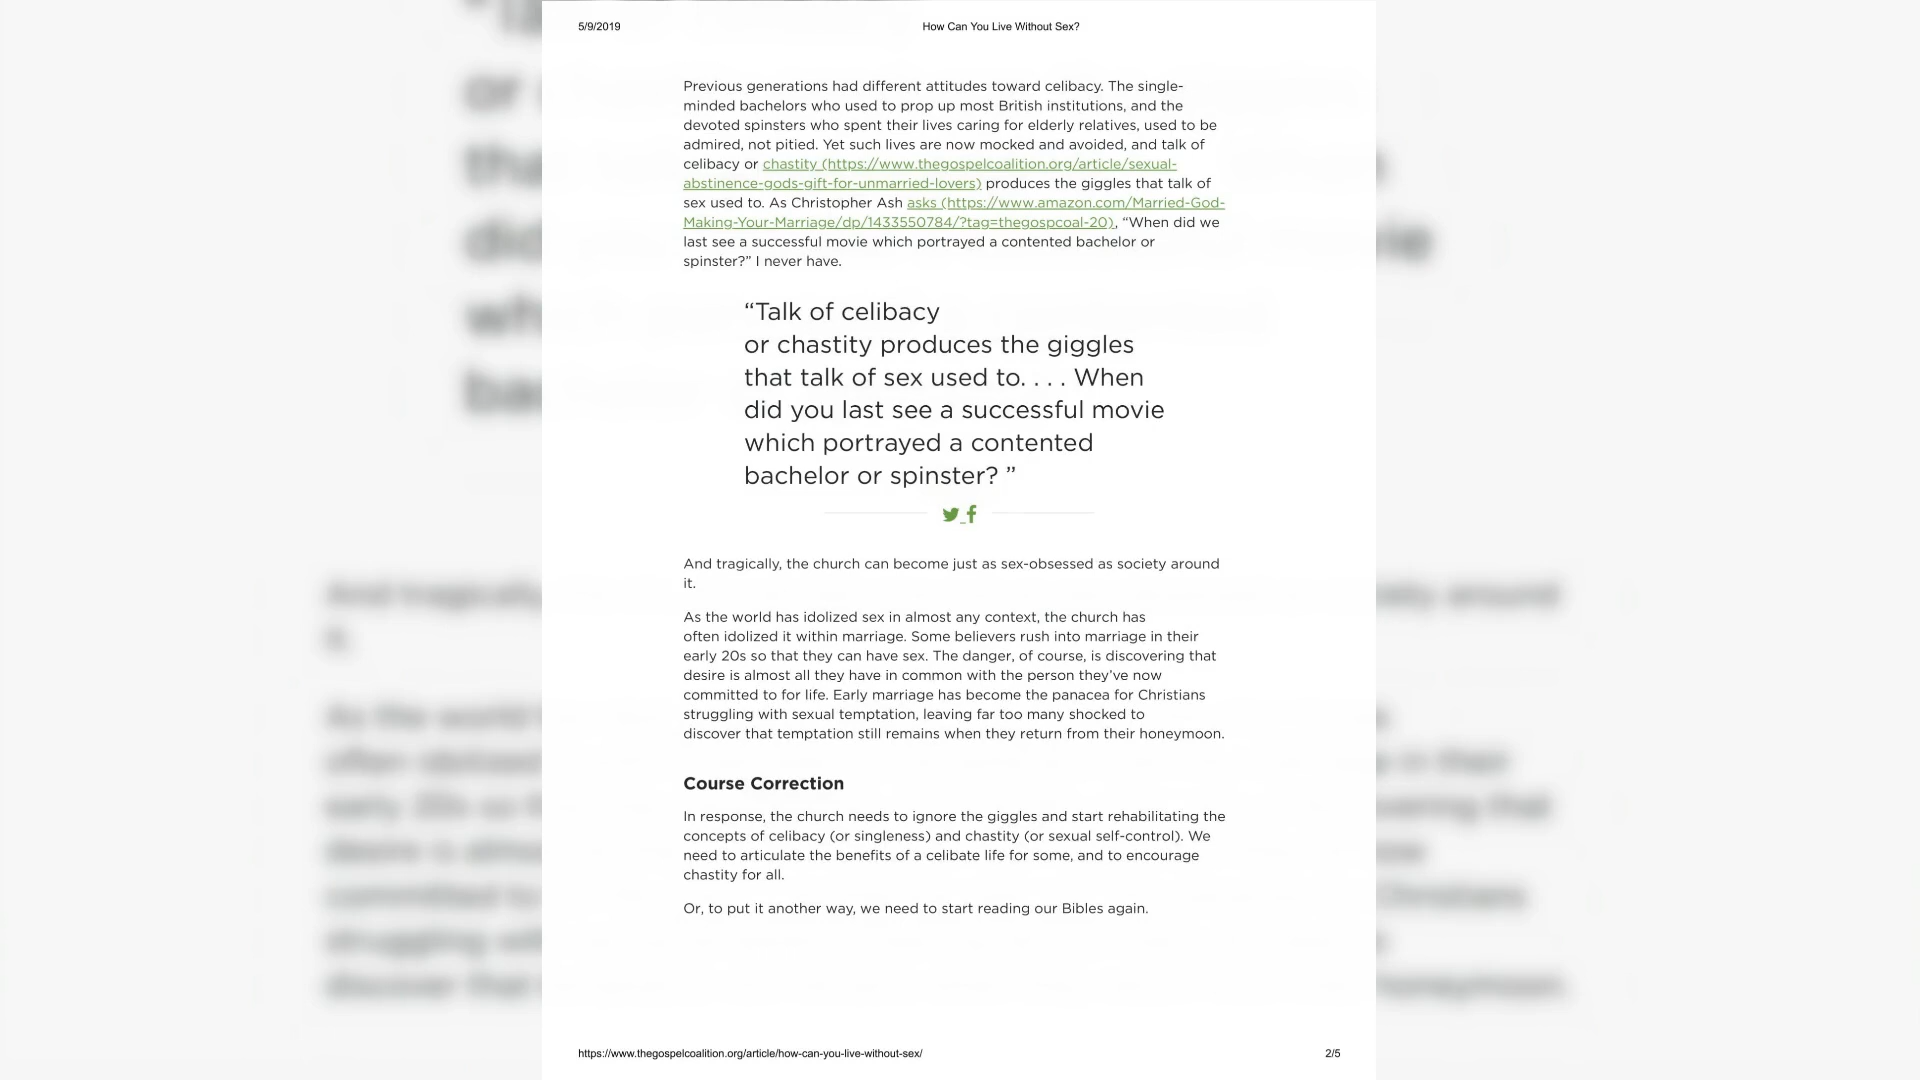 5/9/2019 How Can You Live Without Sex?
Previous generations had different attitudes toward celibacy. The single-
minded bachelors who used to prop up most British institutions, and the
devoted spinsters who spent their lives caring for elderly relatives, used to be
admired, not pitied. Yet such lives are now mocked and avoided, and talk of
celibacy or chastity (https://www.thegospelcoalition.org/article/sexual-
abstinence-gods-gift-for-unmarried-lovers) produces the giggles that talk of
sex used to. As Christopher Ash asks (https://www.amazon.com/Married-God-
Making-Your-Marriage/dp/1433550784/?tag=thegospcoal-20), “When did we
last see a successful movie which portrayed a contented bachelor or
spinster?” I never have.
“Talk of celibacy
or chastity produces the giggles
that talk of sex used to. . . . When
did you last see a successful movie
which portrayed a contented
bachelor or spinster? ”
And tragically, the church can become just as sex-obsessed as society around
it.
As the world has idolized sex in almost any context, the church has
often idolized it within marriage. Some believers rush into marriage in their
early 20s so that they can have sex. The danger, of course, is discovering that
desire is almost all they have in common with the person they’ve now
committed to for life. Early marriage has become the panacea for Christians
struggling with sexual temptation, leaving far too many shocked to
discover that temptation still remains when they return from their honeymoon.
Course Correction
In response, the church needs to ignore the giggles and start rehabilitating the
concepts of celibacy (or singleness) and chastity (or sexual self-control). We
need to articulate the benefits of a celibate life for some, and to encourage
chastity for all.
Or, to put it another way, we need to start reading our Bibles again.
https://www.thegospelcoalition.org/article/how-can-you-live-without-sex/ 2/5